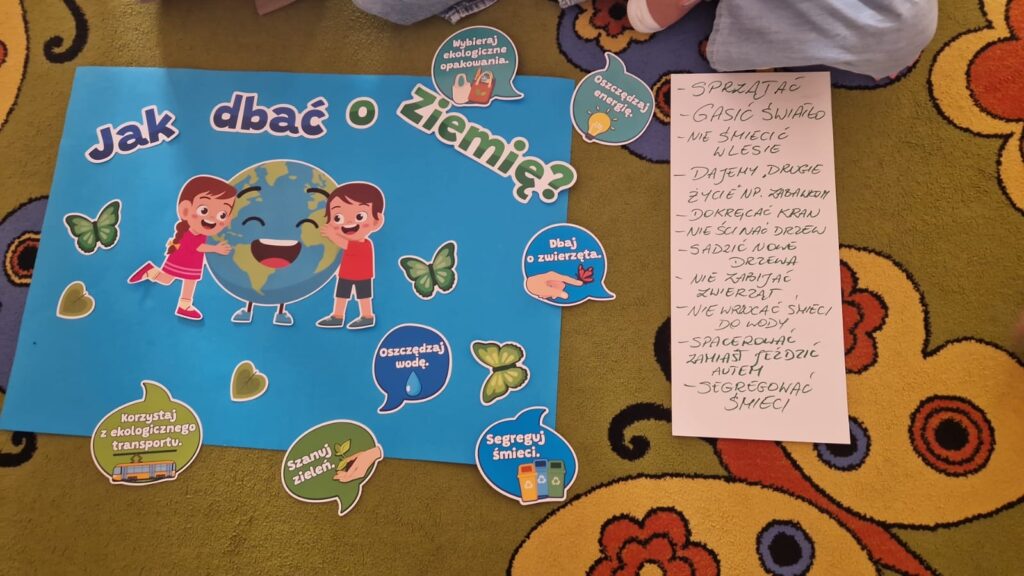 Jak dbać o ziemię?
Wybieraj
ekologiczne
opakowania.
Oszczędzaj
energię.
Dbaj
o zwierzęta.
Oszczędzaj
wodę.
Korzystaj
z ekologicznego
transportu.
Szanuj
zieleń.
Segreguj
śmieci.
- SPRZĄTAĆ
- GASIĆ ŚWIATŁO
- NIE ŚMIECIĆ
W LESIE
- DAJEMY "DRUGIE
ŻYCIE" NP. ZABAWKOM
- DOKRĘCAĆ KRAN
- NIE ŚCINAĆ DRZEW
- SADZIĆ NOWE
DRZEWA
- NIE ZABIJAĆ
ZWIERZĄT
- NIE WRZUCAĆ ŚMIECI
DO WODY
- SPACEROWAĆ
ZAMIAST JEŹDZIĆ
AUTEM
- SEGREGOWAĆ
ŚMIECI